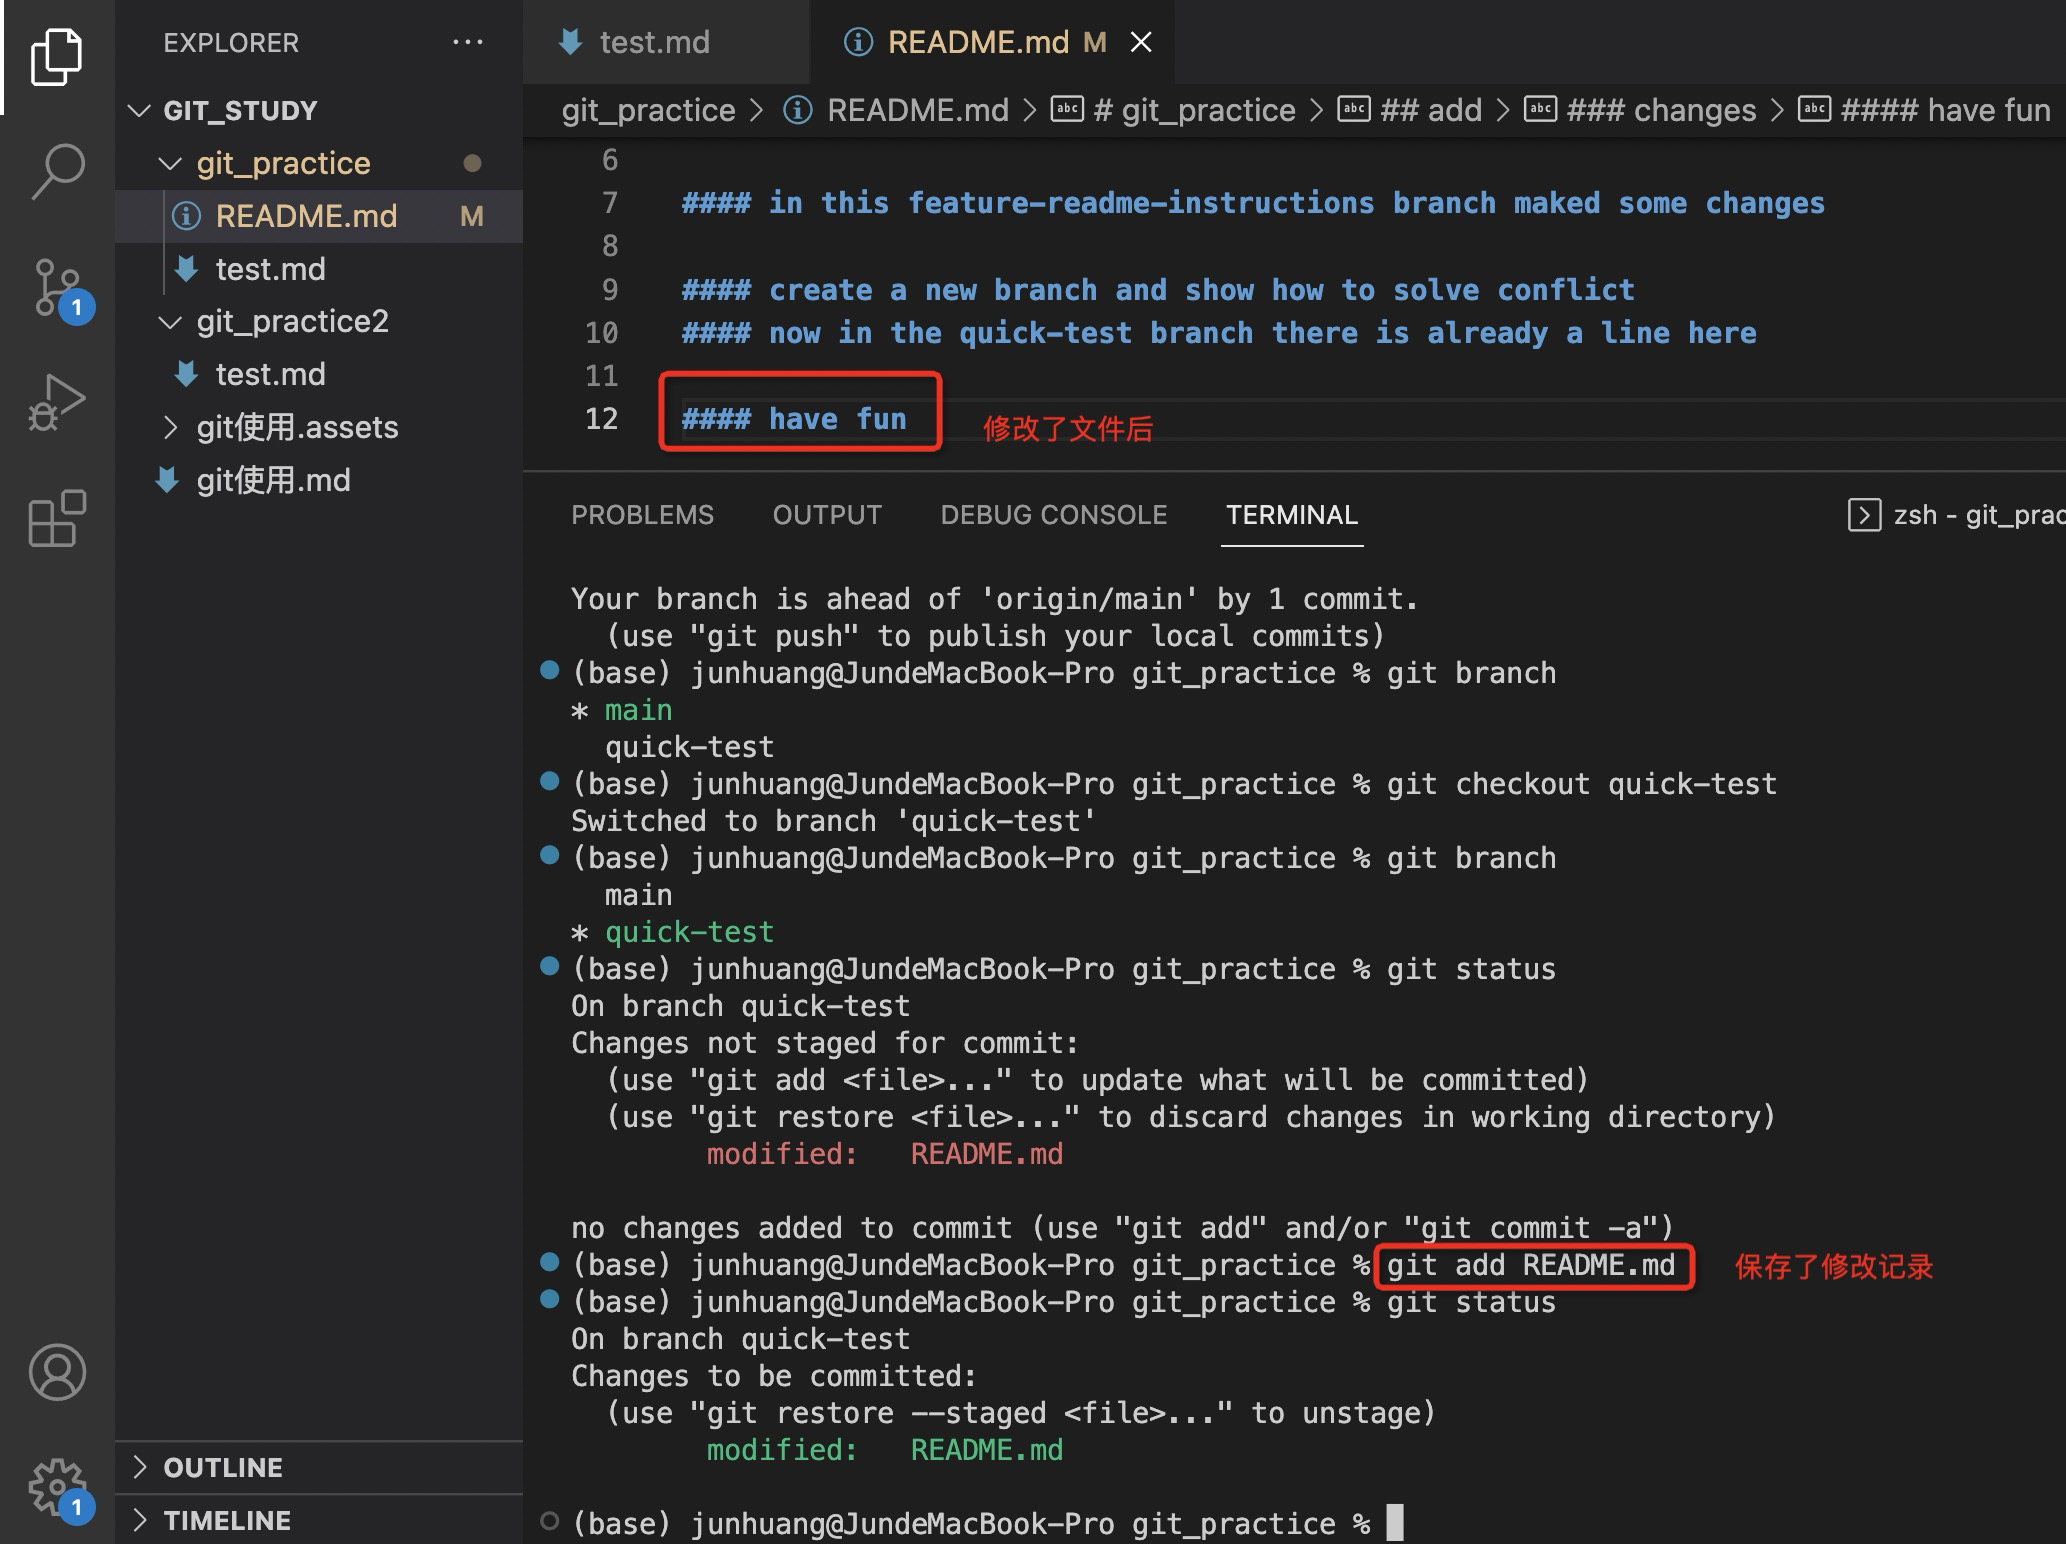 EXPLORER
GIT_STUDY
git_practice
README.md M
test.md
git_practice2
test.md
git使用.assets
git使用.md
1
1
OUTLINE
TIMELINE
test.md
README.md M
git_practice > README.md > # git_practice > ## add > ### changes > #### have fun
6
7 #### in this feature-readme-instructions branch maked some changes
8
9 #### create a new branch and show how to solve conflict
10 #### now in the quick-test branch there is already a line here
11
12 #### have fun 修改了文件后
PROBLEMS OUTPUT DEBUG CONSOLE TERMINAL zsh - git_prac
Your branch is ahead of 'origin/main' by 1 commit.
(use "git push" to publish your local commits)
(base) junhuang@JundeMacBook-Pro git_practice % git branch
* main
quick-test
(base) junhuang@JundeMacBook-Pro git_practice % git checkout quick-test
Switched to branch 'quick-test'
(base) junhuang@JundeMacBook-Pro git_practice % git branch
main
* quick-test
(base) junhuang@JundeMacBook-Pro git_practice % git status
On branch quick-test
Changes not staged for commit:
(use "git add <file>..." to update what will be committed)
(use "git restore <file>..." to discard changes in working directory)
modified: README.md
no changes added to commit (use "git add" and/or "git commit -a")
(base) junhuang@JundeMacBook-Pro git_practice % git add README.md 保存了修改记录
(base) junhuang@JundeMacBook-Pro git_practice % git status
On branch quick-test
Changes to be committed:
(use "git restore --staged <file>..." to unstage)
modified: README.md
(base) junhuang@JundeMacBook-Pro git_practice %